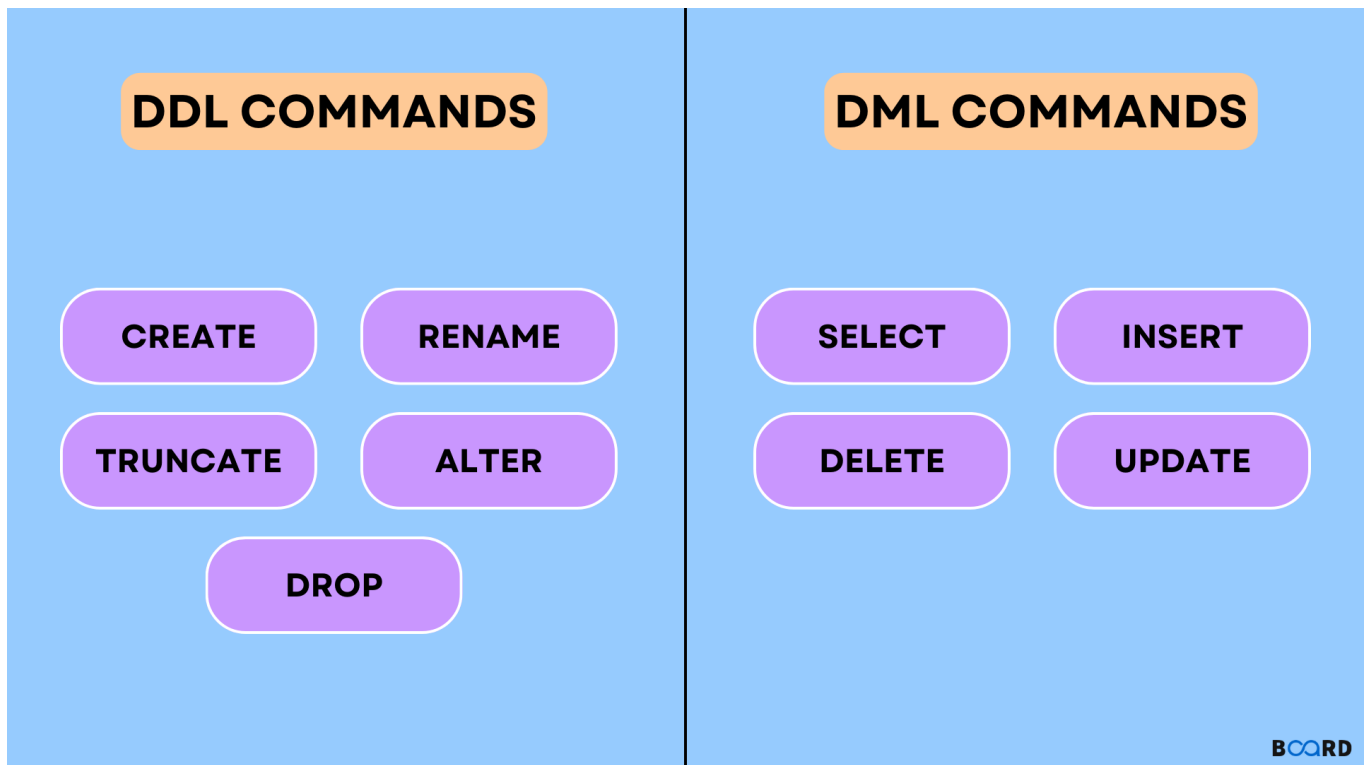 DDL COMMANDS
CREATE
RENAME
TRUNCATE
ALTER
DROP
DML COMMANDS
SELECT
INSERT
DELETE
UPDATE
BOARD